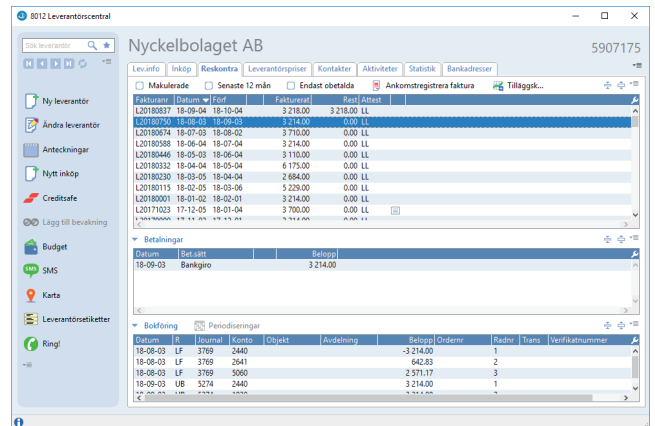 8012 Leverantörscentral
Sök leverantör
Nyckelbolaget AB 5907175
Lev.info Inköp Reskontra Leverantörspriser Kontakter Aktiviteter Statistik Bankadresser
Makulerade Senaste 12 mån Endast obetalda Ankomstregistrera faktura Tilläggsk...
Ny leverantör
Ändra leverantör
Anteckningar
Nytt inköp
Creditsafe
Lägg till bevakning
Budget
SMS SMS
Karta
Leverantörsetiketter
Ring!
Fakturanr Datum Förf Fakturerat Rest Attest
L20180837 18-09-04 18-10-04 3 218.00 3 218.00 LL
L20180750 18-08-03 18-09-03 3 214.00 0.00 LL
L20180674 18-07-03 18-08-02 3 710.00 0.00 LL
L20180588 18-06-04 18-07-04 3 214.00 0.00 LL
L20180446 18-05-03 18-06-04 3 110.00 0.00 LL
L20180332 18-04-04 18-05-04 6 175.00 0.00 LL
L20180230 18-03-05 18-04-04 2 684.00 0.00 LL
L20180115 18-02-05 18-03-06 5 229.00 0.00 LL
L20180001 18-01-02 18-02-01 3 214.00 0.00 LL
L20171023 17-12-05 18-01-04 3 700.00 0.00 LL
Betalningar
Datum Bet.sätt Belopp
18-09-03 Bankgiro 3 214.00
Bokföring Periodiseringar
Datum R Journal Konto Objekt Avdelning Belopp Ordernr Radnr Trans Verifikatnummer
18-08-03 LF 3769 2440 -3 214.00 1
18-08-03 LF 3769 2641 642.83 2
18-08-03 LF 3769 5060 2 571.17 3
18-09-03 UB 5274 2440 3 214.00 1